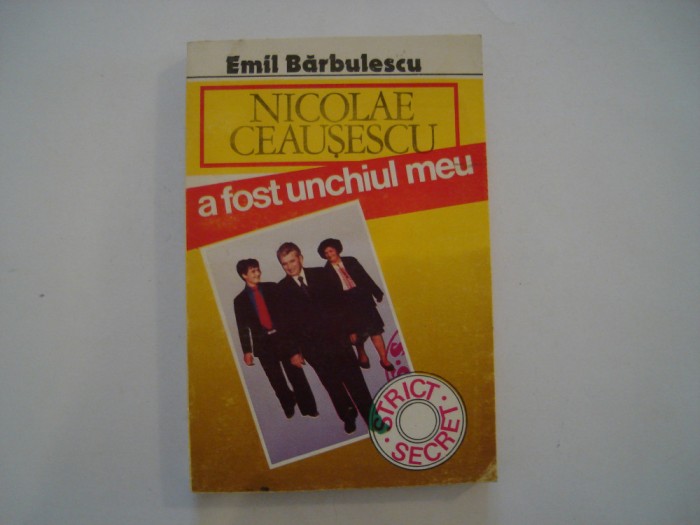 Emil Bărbulescu
NICOLAE
CEAUȘESCU
a fost unchiul meu
STRICT
SECRET